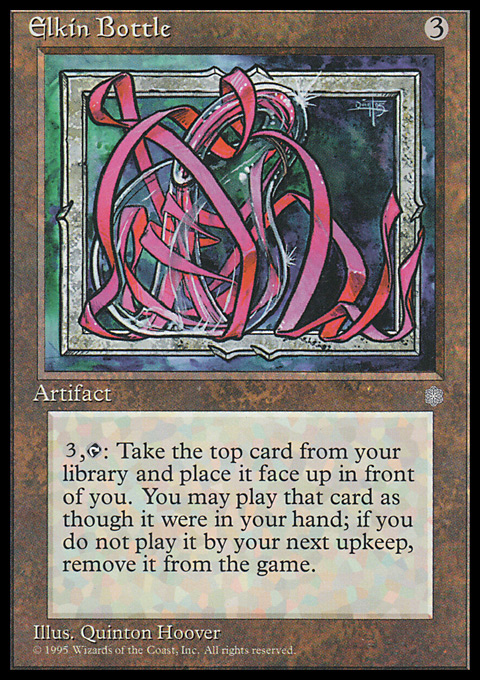 Elkin Bottle 3
Artifact
3,: Take the top card from your
library and place it face up in front
of you. You may play that card as
though it were in your hand; if you
do not play it by your next upkeep,
remove it from the game.
Illus. Quinton Hoover
© 1995 Wizards of the Coast, Inc. All rights reserved.